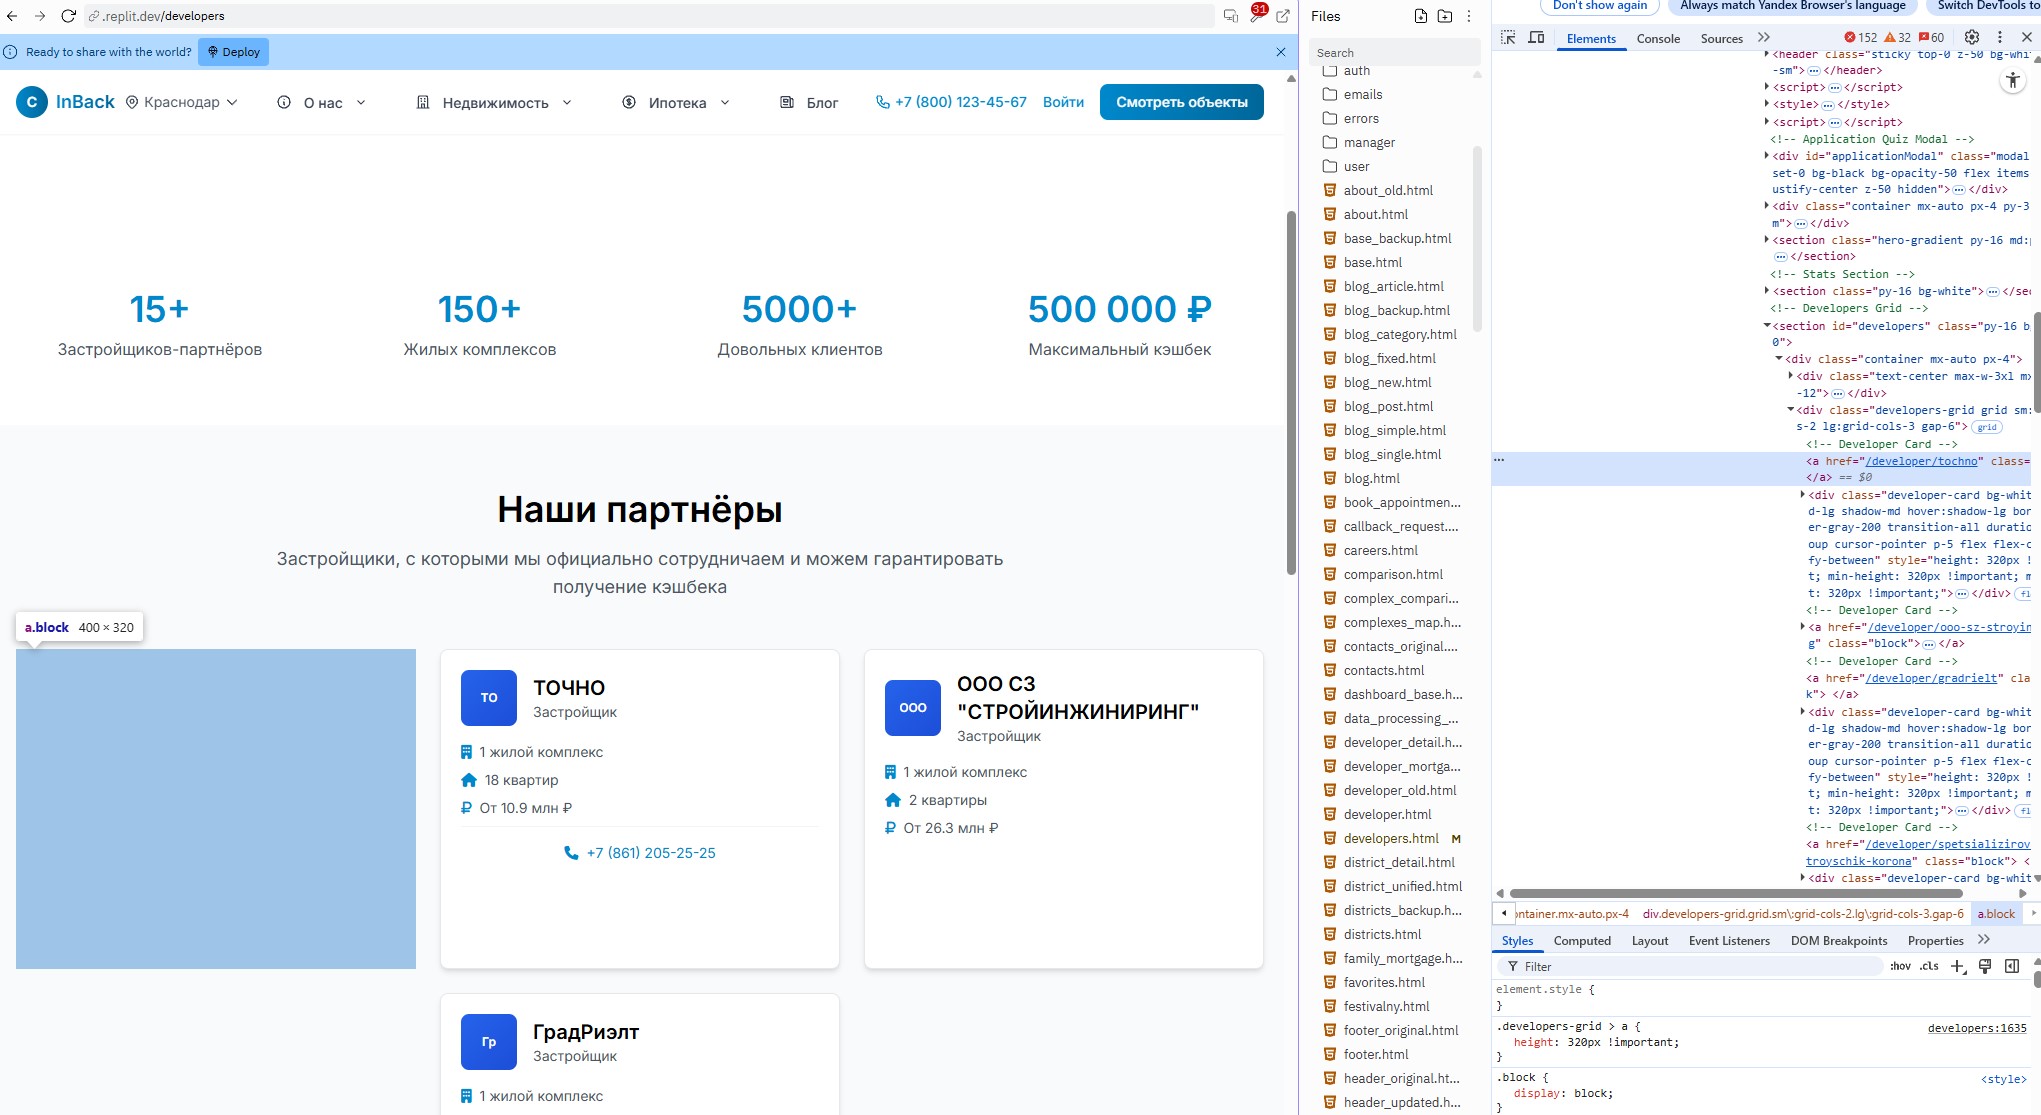 .replit.dev/developers
31
Ready to share with the world?
Deploy
C
InBack
Краснодар
О нас
Недвижимость
Ипотека
Блог
+7 (800) 123-45-67
Войти
Смотреть объекты
15+
Застройщиков-партнёров
150+
Жилых комплексов
5000+
Довольных клиентов
500 000 ₽
Максимальный кэшбек
Наши партнёры
Застройщики, с которыми мы официально сотрудничаем и можем гарантировать
получение кэшбека
a.block 400 × 320
ТО
ТОЧНО
Застройщик
1 жилой комплекс
18 квартир
От 10.9 млн ₽
+7 (861) 205-25-25
ООО
ООО СЗ
"СТРОЙИНЖИНИРИНГ"
Застройщик
1 жилой комплекс
2 квартиры
От 26.3 млн ₽
Гр
ГрадРиэлт
Застройщик
1 жилой комплекс
Files
Search
auth
emails
errors
manager
user
about_old.html
about.html
base_backup.html
base.html
blog_article.html
blog_backup.html
blog_category.html
blog_fixed.html
blog_new.html
blog_post.html
blog_simple.html
blog_single.html
blog.html
book_appointmen...
callback_request....
careers.html
comparison.html
complex_compari...
complexes_map.h...
contacts_original....
contacts.html
dashboard_base.h...
data_processing_...
developer_detail.h...
developer_mortga...
developer_old.html
developer.html
developers.html M
district_detail.html
district_unified.html
districts_backup.h...
districts.html
family_mortgage.h...
favorites.html
festivalny.html
footer_original.html
footer.html
header_original.ht...
header_updated.h...
Don't show again
Always match Yandex Browser's language
Switch DevTools to
Elements
Console
Sources
152
32
60
<header class="sticky top-0 z-50 bg-whi
-sm">…</header>
<script>…</script>
<style>…</style>
<script>…</script>
<!-- Application Quiz Modal -->
<div id="applicationModal" class="modal
set-0 bg-black bg-opacity-50 flex items
ustify-center z-50 hidden">…</div>
<div class="container mx-auto px-4 py-3
m">…</div>
<section class="hero-gradient py-16 md:
…</section>
<!-- Stats Section -->
<section class="py-16 bg-white">…</sec
<!-- Developers Grid -->
<section id="developers" class="py-16 b
0">
<div class="container mx-auto px-4">
<div class="text-center max-w-3xl mx
-12">…</div>
<div class="developers-grid grid sm:
s-2 lg:grid-cols-3 gap-6"> grid
<!-- Developer Card -->
<a href="/developer/tochno" class=
</a> == $0
<div class="developer-card bg-whit
d-lg shadow-md hover:shadow-lg bor
er-gray-200 transition-all duratio
oup cursor-pointer p-5 flex flex-c
fy-between" style="height: 320px !
t; min-height: 320px !important; m
t: 320px !important;">…</div> fl
<!-- Developer Card -->
<a href="/developer/ooo-sz-stroyin
g" class="block">…</a>
<!-- Developer Card -->
<a href="/developer/gradrielt" cla
k"> </a>
<div class="developer-card bg-whit
d-lg shadow-md hover:shadow-lg bor
er-gray-200 transition-all duratio
oup cursor-pointer p-5 flex flex-c
fy-between" style="height: 320px !
t; min-height: 320px !important; m
t: 320px !important;">…</div> fl
<!-- Developer Card -->
<a href="/developer/spetsializirov
troyschik-korona" class="block"> <
<div class="developer-card bg-whit
ontainer.mx-auto.px-4
div.developers-grid.grid.sm\:grid-cols-2.lg\:grid-cols-3.gap-6
a.block
Styles
Computed
Layout
Event Listeners
DOM Breakpoints
Properties
Filter
:hov
.cls
element.style {
}
.developers-grid > a {
developers:1635
height: 320px !important;
}
.block {
<style>
display: block;
}